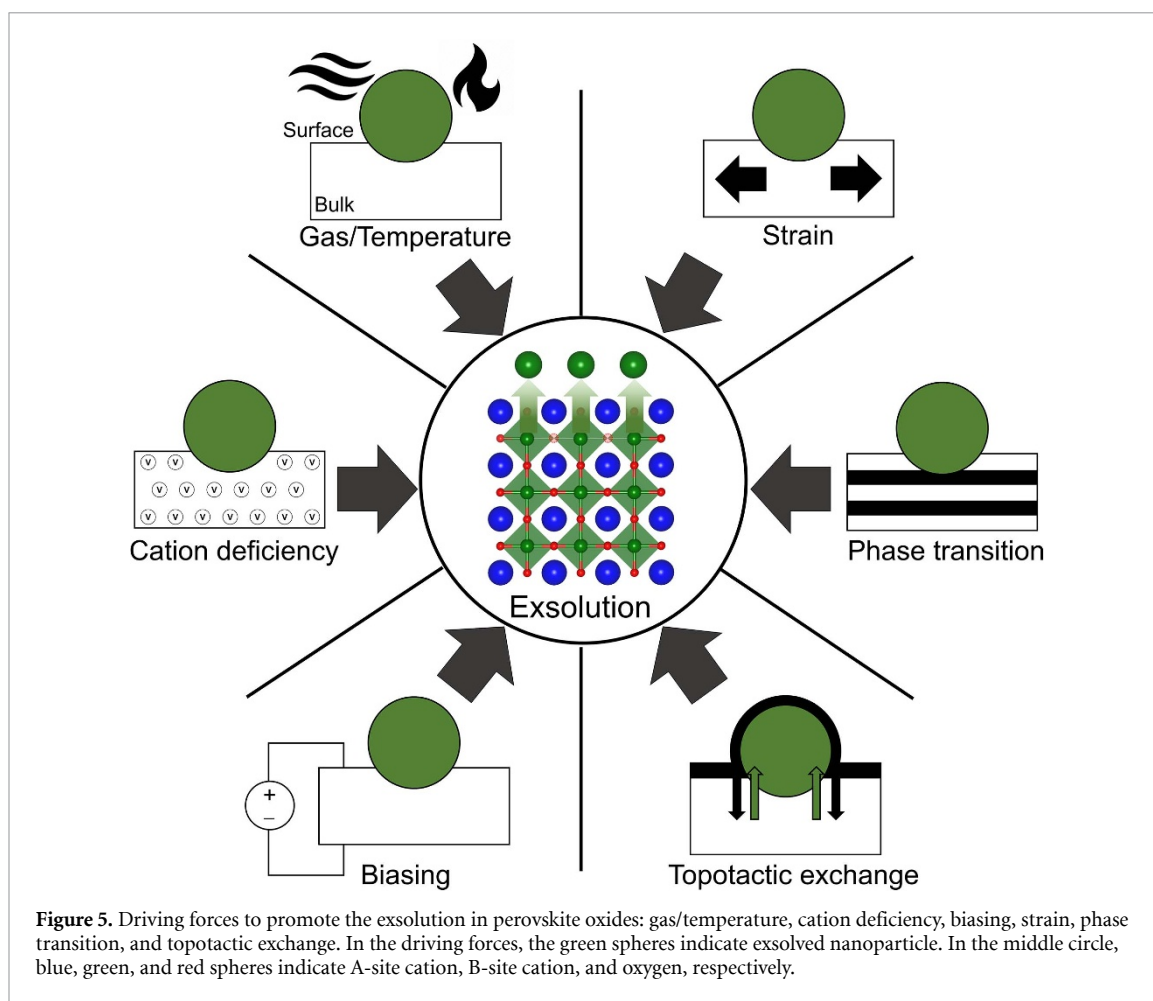 Surface
Bulk
Gas/Temperature
Strain
V V V V
V V V V V V
V V V V V V V
Cation deficiency
Phase transition
Exsolution
+
−
Biasing
Topotactic exchange
Figure 5. Driving forces to promote the exsolution in perovskite oxides: gas/temperature, cation deficiency, biasing, strain, phase
transition, and topotactic exchange. In the driving forces, the green spheres indicate exsolved nanoparticle. In the middle circle,
blue, green, and red spheres indicate A-site cation, B-site cation, and oxygen, respectively.